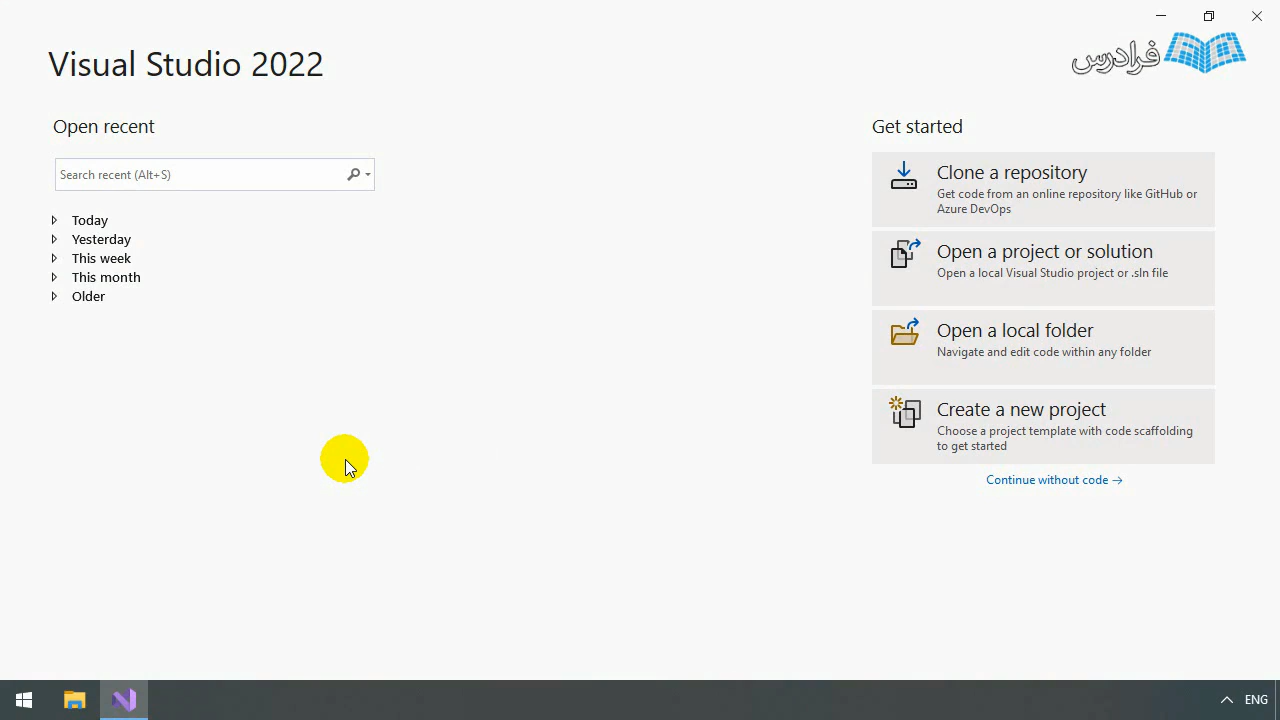 Visual Studio 2022
فرادرس
Open recent
Search recent (Alt+S)
Today
Yesterday
This week
This month
Older
Get started
Clone a repository
Get code from an online repository like GitHub or
Azure DevOps
Open a project or solution
Open a local Visual Studio project or .sln file
Open a local folder
Navigate and edit code within any folder
Create a new project
Choose a project template with code scaffolding
to get started
Continue without code →
ENG